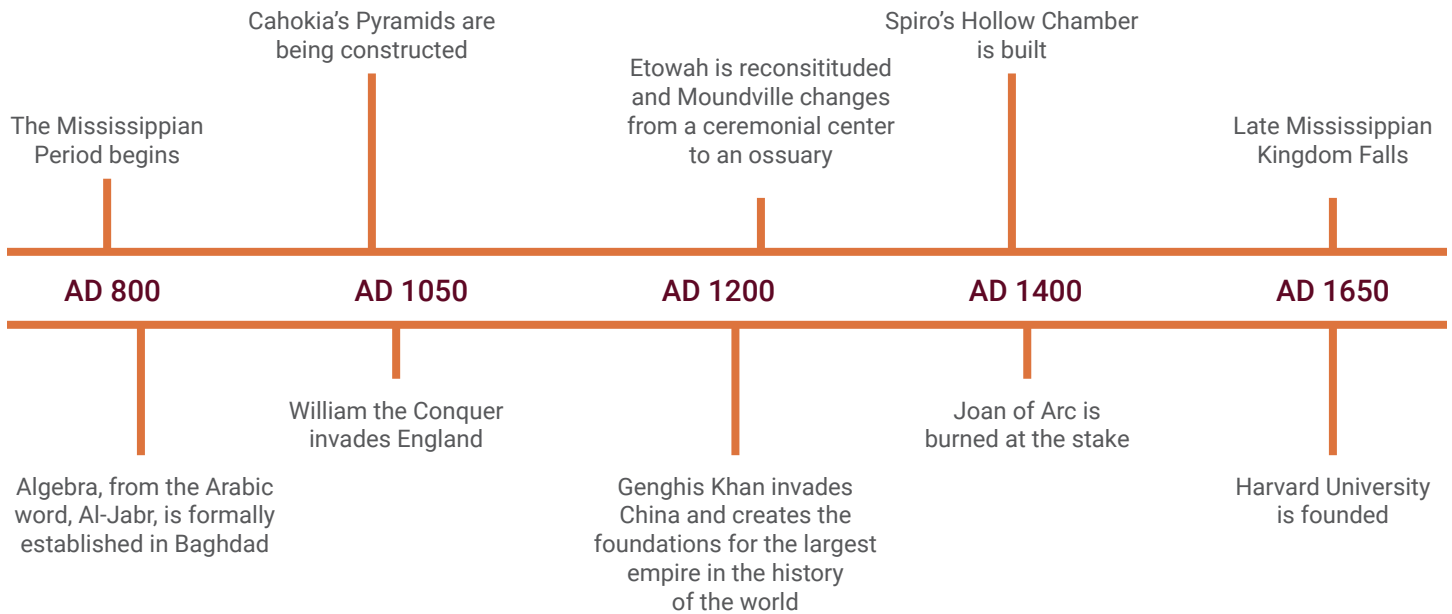 Cahokia’s Pyramids are
being constructed
Spiro’s Hollow Chamber
is built
Etowah is reconsitituded
and Moundville changes
from a ceremonial center
to an ossuary
The Mississippian
Period begins
Late Mississippian
Kingdom Falls
AD 800
AD 1050
AD 1200
AD 1400
AD 1650
William the Conquer
invades England
Joan of Arc is
burned at the stake
Algebra, from the Arabic
word, Al-Jabr, is formally
established in Baghdad
Genghis Khan invades
China and creates the
foundations for the largest
empire in the history
of the world
Harvard University
is founded